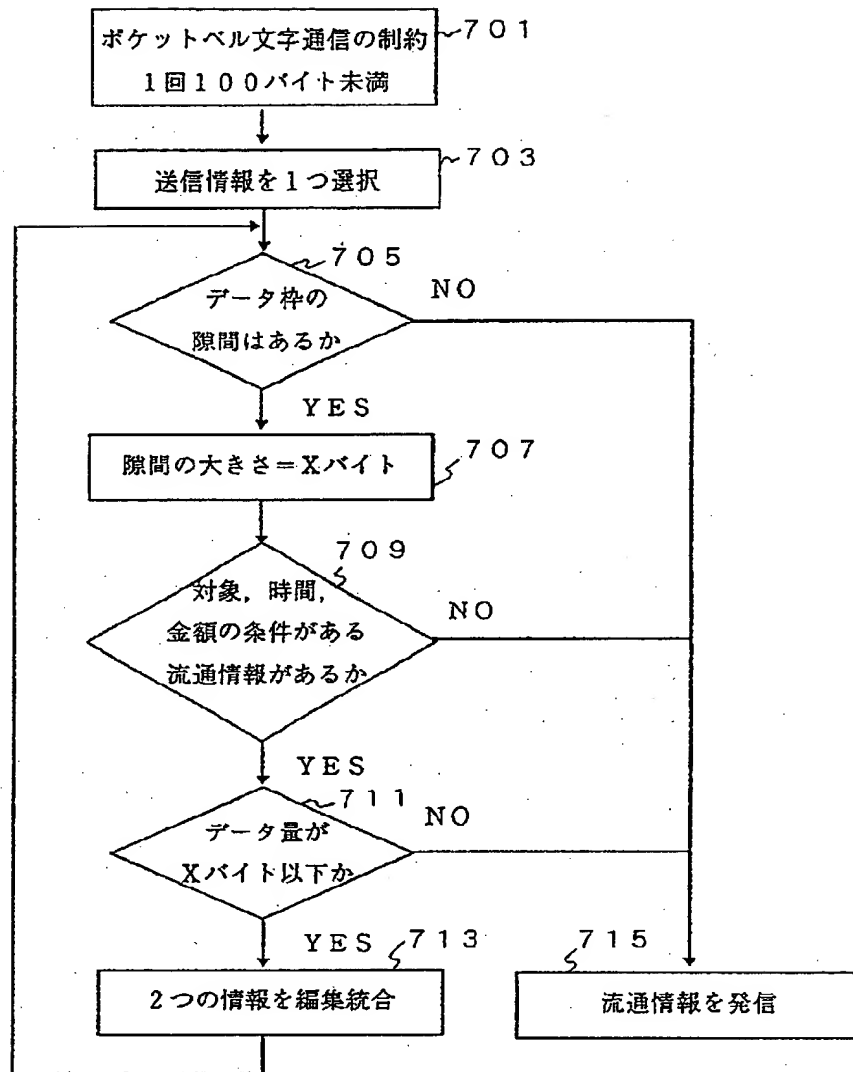 ポケットベル文字通信の制約
1回100バイト未満
701
送信情報を1つ選択
703
705
データ枠の
隙間はあるか
NO
YES
隙間の大きさ＝Xバイト
707
709
対象，時間，
金額の条件がある
流通情報があるか
NO
YES
711
データ量が
Xバイト以下か
NO
YES
713
2つの情報を編集統合
715
流通情報を発信